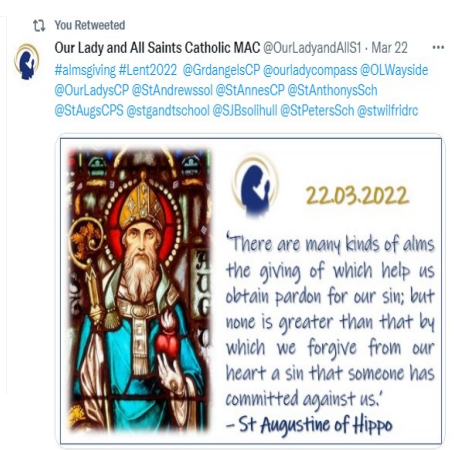 You Retweeted
Our Lady and All Saints Catholic MAC @OurLadyandAllS1 · Mar 22 ...
#almsgiving #Lent2022 @GrdangelsCP @ourladycompass @OLWayside
@OurLadysCP @StAndrewssol @StAnnesCP @StAnthonysSch
@StAugsCPS @stgandtschool @SJBsolihull @StPetersSch @stwilfridrc
22.03.2022
'There are many kinds of alms
the giving of which help us
obtain pardon for our sin; but
none is greater than that by
which we forgive from our
heart a sin that someone has
committed against us.'
– St Augustine of Hippo